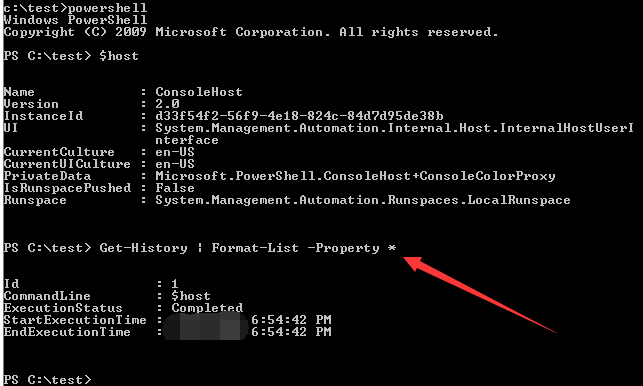 c:\test>powershell
Windows PowerShell
Copyright (C) 2009 Microsoft Corporation. All rights reserved.
PS C:\test> $host
Name             : ConsoleHost
Version          : 2.0
InstanceId       : d33f54f2-56f9-4e18-824c-84d7d95de38b
UI               : System.Management.Automation.Internal.Host.InternalHostUserI
                   nterface
CurrentCulture   : en-US
CurrentUICulture : en-US
PrivateData      : Microsoft.PowerShell.ConsoleHost+ConsoleColorProxy
IsRunspacePushed : False
Runspace         : System.Management.Automation.Runspaces.LocalRunspace
PS C:\test> Get-History | Format-List -Property *
Id                 : 1
CommandLine        : $host
ExecutionStatus    : Completed
StartExecutionTime : 6:54:42 PM
EndExecutionTime   : 6:54:42 PM
PS C:\test>